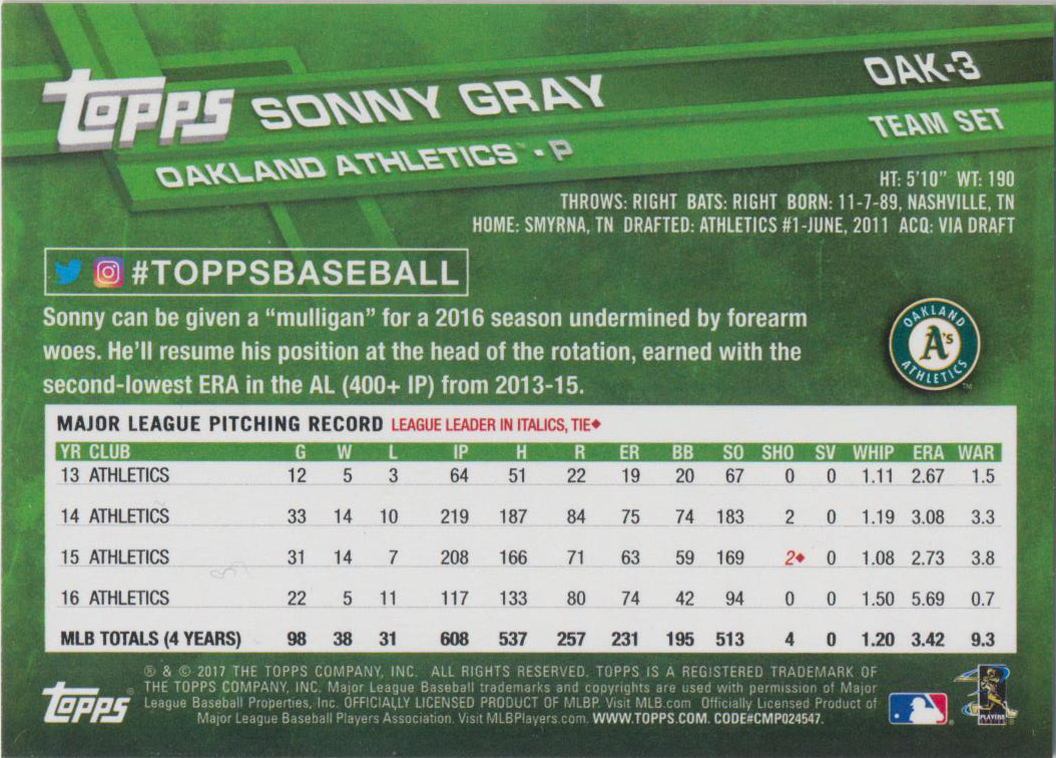 TOPPS SONNY GRAY OAK-3
OAKLAND ATHLETICS™ • P TEAM SET
HT: 5'10" WT: 190
THROWS: RIGHT BATS: RIGHT BORN: 11-7-89, NASHVILLE, TN
HOME: SMYRNA, TN DRAFTED: ATHLETICS #1-JUNE, 2011 ACQ: VIA DRAFT
#TOPPSBASEBALL
Sonny can be given a “mulligan” for a 2016 season undermined by forearm
woes. He’ll resume his position at the head of the rotation, earned with the
second-lowest ERA in the AL (400+ IP) from 2013-15.
OAKLAND A's ATHLETICS ™
MAJOR LEAGUE PITCHING RECORD LEAGUE LEADER IN ITALICS, TIE♦
YR CLUB G W L IP H R ER BB SO SHO SV WHIP ERA WAR
13 ATHLETICS 12 5 3 64 51 22 19 20 67 0 0 1.11 2.67 1.5
14 ATHLETICS 33 14 10 219 187 84 75 74 183 2 0 1.19 3.08 3.3
15 ATHLETICS 31 14 7 208 166 71 63 59 169 2♦ 0 1.08 2.73 3.8
16 ATHLETICS 22 5 11 117 133 80 74 42 94 0 0 1.50 5.69 0.7
MLB TOTALS (4 YEARS) 98 38 31 608 537 257 231 195 513 4 0 1.20 3.42 9.3
® & © 2017 THE TOPPS COMPANY, INC. ALL RIGHTS RESERVED. TOPPS IS A REGISTERED TRADEMARK OF
THE TOPPS COMPANY, INC. Major League Baseball trademarks and copyrights are used with permission of Major
League Baseball Properties, Inc. OFFICIALLY LICENSED PRODUCT OF MLBP. Visit MLB.com Officially Licensed Product of
Major League Baseball Players Association. Visit MLBPlayers.com. WWW.TOPPS.COM. CODE#CMP024547.
TOPPS®
PLAYERS